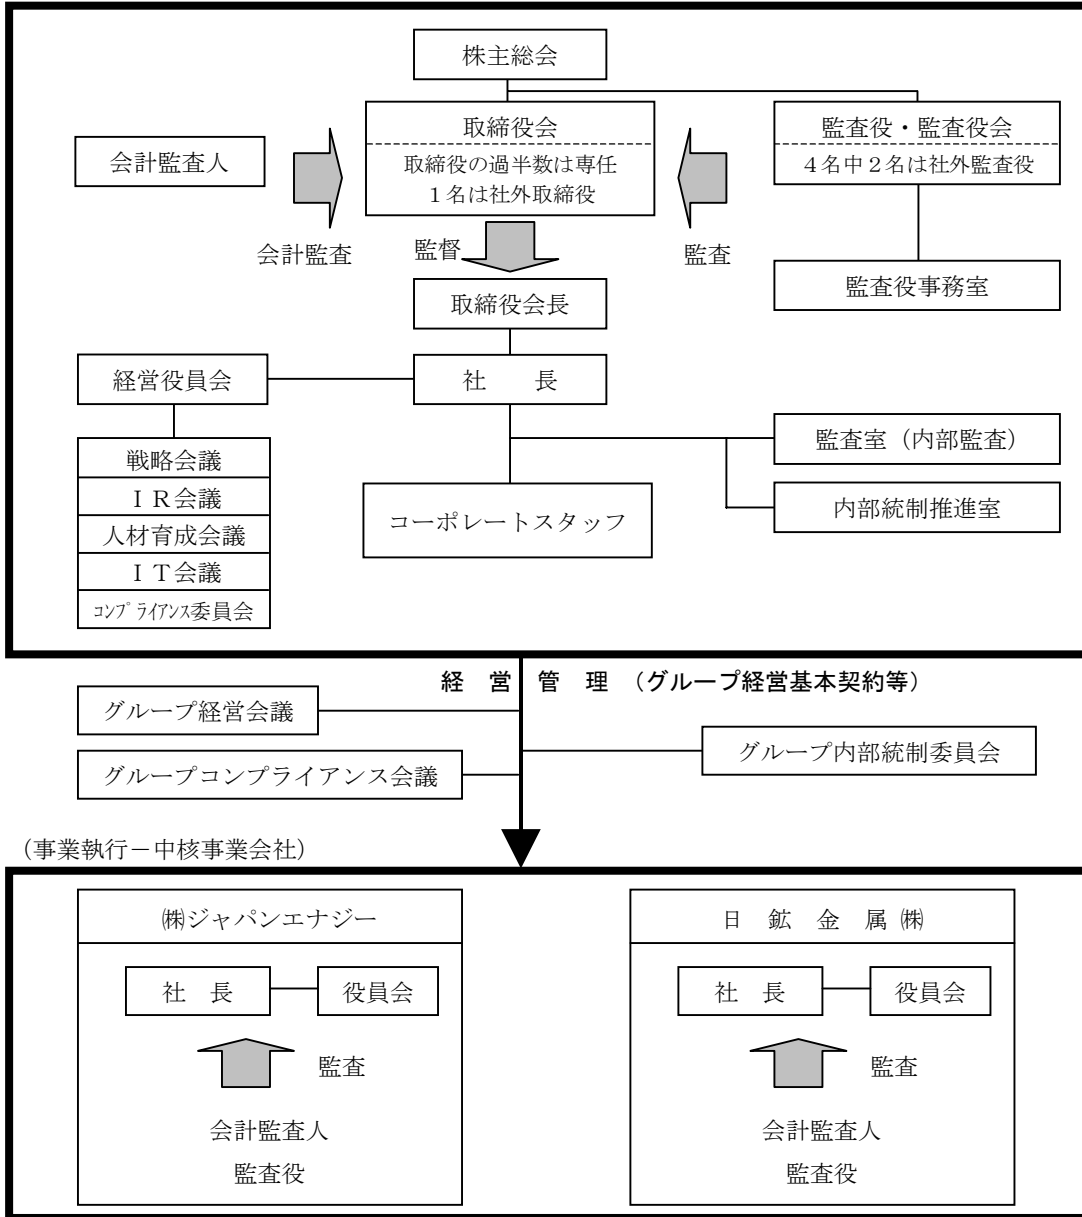 株主総会
取締役会
取締役の過半数は専任
１名は社外取締役
監査役・監査役会
４名中２名は社外監査役
会計監査人
会計監査
監督
監査
監査役事務室
取締役会長
経営役員会
社　　長
戦略会議
ＩＲ会議
人材育成会議
ＩＴ会議
ｺﾝﾌﾟﾗｲｱﾝｽ委員会
コーポレートスタッフ
監査室（内部監査）
内部統制推進室
経　営　管　理　（グループ経営基本契約等）
グループ経営会議
グループコンプライアンス会議
グループ内部統制委員会
（事業執行－中核事業会社）
㈱ジャパンエナジー
社　長
役員会
監査
会計監査人
監査役
日　鉱　金　属 ㈱
社　長
役員会
監査
会計監査人
監査役